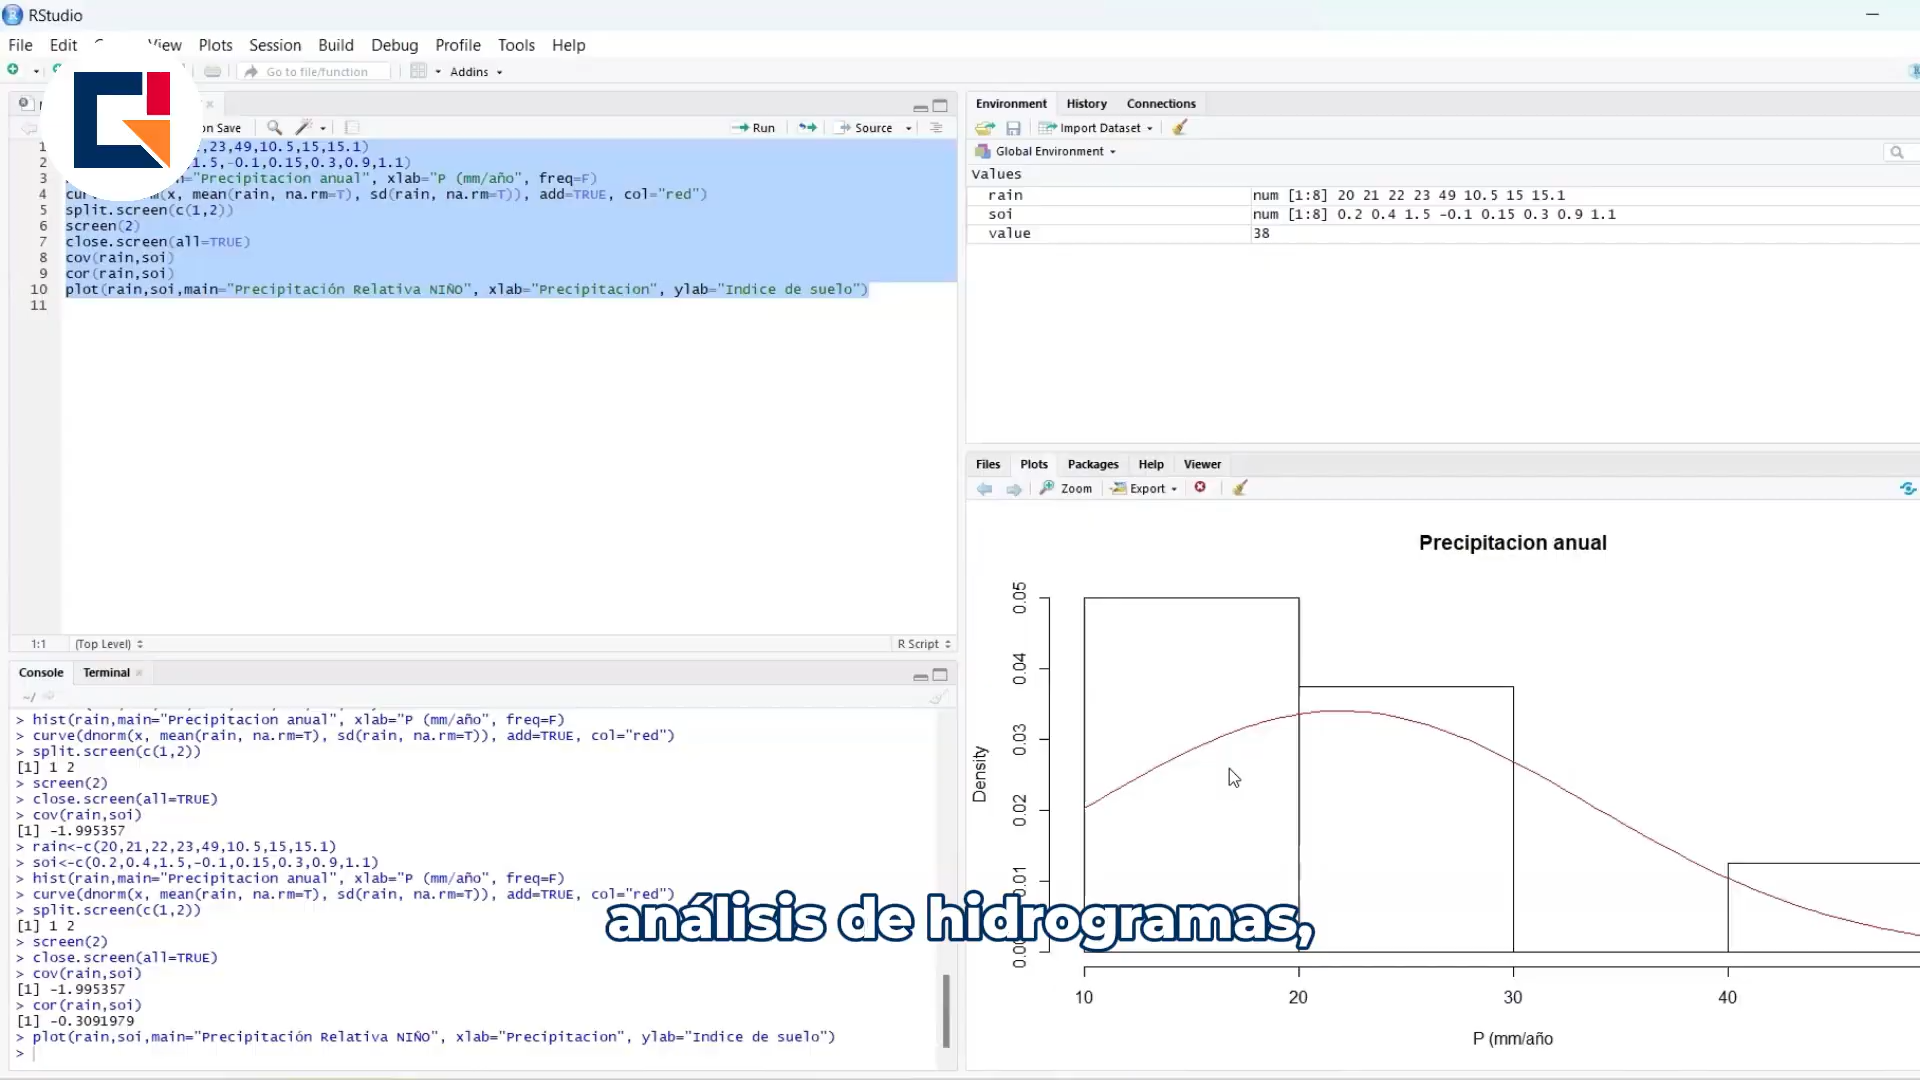 RStudio
File Edit View Plots Session Build Debug Profile Tools Help
Go to file/function Addins
on Save Run Source
1 ,23,49,10.5,15,15.1)
2 1.5,-0.1,0.15,0.3,0.9,1.1)
3 ="Precipitacion anual", xlab="P (mm/año", freq=F)
4 cu (x, mean(rain, na.rm=T), sd(rain, na.rm=T)), add=TRUE, col="red")
5 split.screen(c(1,2))
6 screen(2)
7 close.screen(all=TRUE)
8 cov(rain,soi)
9 cor(rain,soi)
10 plot(rain,soi,main="Precipitación Relativa NIÑO", xlab="Precipitacion", ylab="Indice de suelo")
11
1:1 (Top Level) R Script
Console Terminal
~/
> hist(rain,main="Precipitacion anual", xlab="P (mm/año", freq=F)
> curve(dnorm(x, mean(rain, na.rm=T), sd(rain, na.rm=T)), add=TRUE, col="red")
> split.screen(c(1,2))
[1] 1 2
> screen(2)
> close.screen(all=TRUE)
> cov(rain,soi)
[1] -1.995357
> rain<-c(20,21,22,23,49,10.5,15,15.1)
> soi<-c(0.2,0.4,1.5,-0.1,0.15,0.3,0.9,1.1)
> hist(rain,main="Precipitacion anual", xlab="P (mm/año", freq=F)
> curve(dnorm(x, mean(rain, na.rm=T), sd(rain, na.rm=T)), add=TRUE, col="red")
> split.screen(c(1,2))
[1] 1 2
> screen(2)
> close.screen(all=TRUE)
> cov(rain,soi)
[1] -1.995357
> cor(rain,soi)
[1] -0.3091979
> plot(rain,soi,main="Precipitación Relativa NIÑO", xlab="Precipitacion", ylab="Indice de suelo")
>
Environment History Connections
Import Dataset
Global Environment
Values
rain num [1:8] 20 21 22 23 49 10.5 15 15.1
soi num [1:8] 0.2 0.4 1.5 -0.1 0.15 0.3 0.9 1.1
value 38
Files Plots Packages Help Viewer
Zoom Export
Precipitacion anual
Density
0.05
0.04
0.03
0.02
0.01
10 20 30 40
P (mm/año
análisis de hidrogramas,